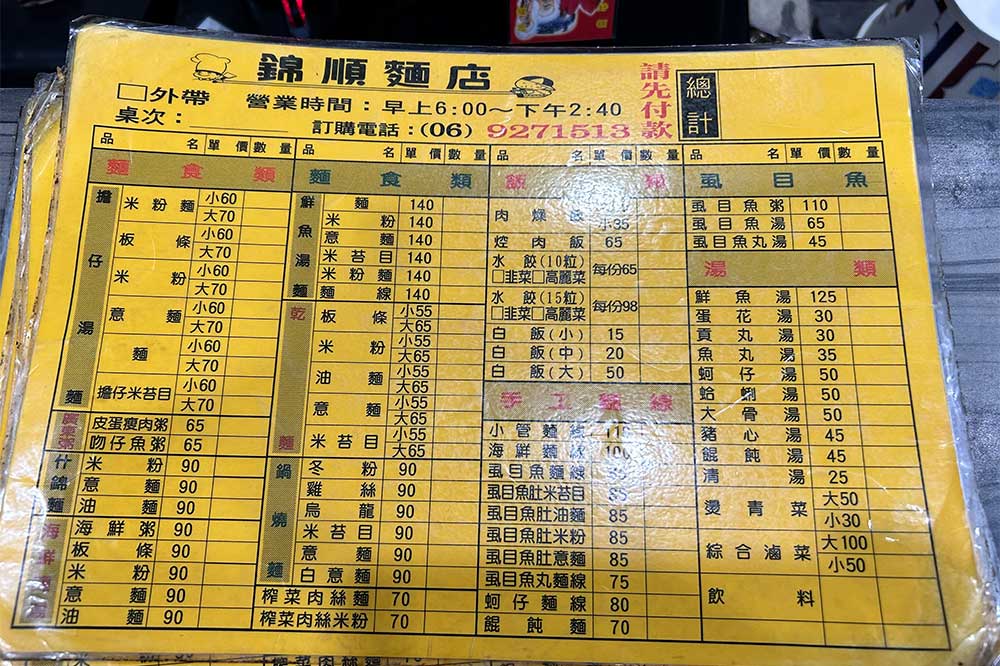 錦順麵店
請先付款
總計
□外帶
營業時間：早上6:00～下午2:40
桌次：
訂購電話：(06) 9271513
品名 單價 數量 品名 單價 數量 品名 單價 數量 品名 單價 數量
麵食類
擔仔湯麵
米粉麵 小60
大70
板條 小60
大70
米粉 小60
大70
意麵 小60
大70
麵 小60
大70
擔仔米苔目 小60
大70
廣東粥
皮蛋瘦肉粥 65
吻仔魚粥 65
什錦麵
米粉 90
意麵 90
油麵 90
海鮮
海鮮粥 90
板條 90
米粉 90
意麵 90
油麵 90
麵食類
鮮魚湯麵
麵 140
米粉 140
意麵 140
米苔目 140
米粉麵 140
麵線 140
乾麵
板條 小55
大65
米粉 小55
大65
油麵 小55
大65
意麵 小55
大65
米苔目 小55
大65
鍋燒麵
冬粉 90
雞絲 90
烏龍 90
米苔目 90
意麵 90
白意麵 90
榨菜肉絲麵 70
榨菜肉絲米粉 70
飯類
肉燥飯
小35
焢肉飯 65
水餃(10粒) 每份65
□韭菜□高麗菜
水餃(15粒) 每份98
□韭菜□高麗菜
白飯(小) 15
白飯(中) 20
白飯(大) 50
手工麵線
小管麵線
海鮮麵線 100
虱目魚麵線
虱目魚肚米苔目 85
虱目魚肚油麵 85
虱目魚肚米粉 85
虱目魚肚意麵 85
虱目魚丸麵線 75
蚵仔麵線 80
餛飩麵 70
虱目魚
虱目魚粥 110
虱目魚湯 65
虱目魚丸湯 45
湯類
鮮魚湯 125
蛋花湯 30
貢丸湯 30
魚丸湯 35
蚵仔湯 50
蛤蜊湯 50
大骨湯 50
豬心湯 45
餛飩湯 45
清湯 25
燙青菜 大50
小30
綜合滷菜 大100
小50
飲料